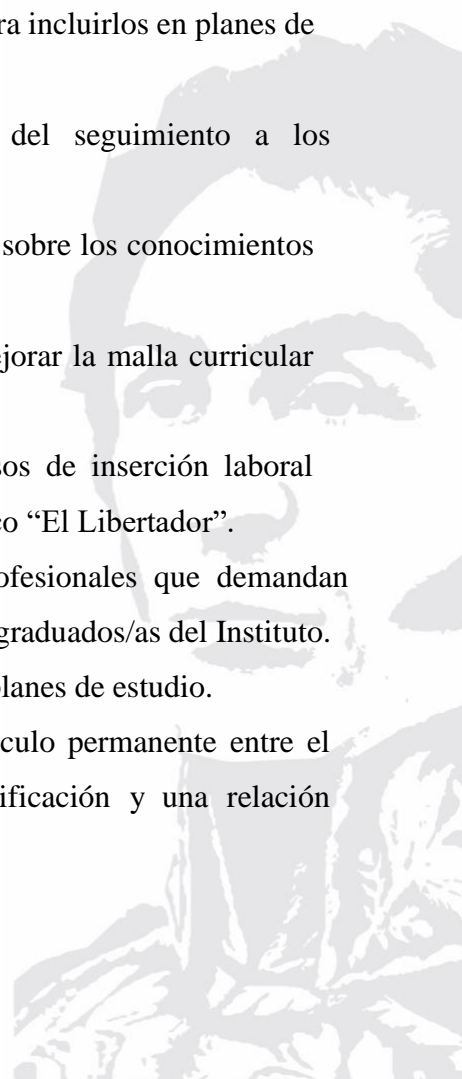 ra incluirlos en planes de
del seguimiento a los
sobre los conocimientos
ejorar la malla curricular
sos de inserción laboral
co “El Libertador”.
ofesionales que demandan
graduados/as del Instituto.
planes de estudio.
culo permanente entre el
ificación y una relación